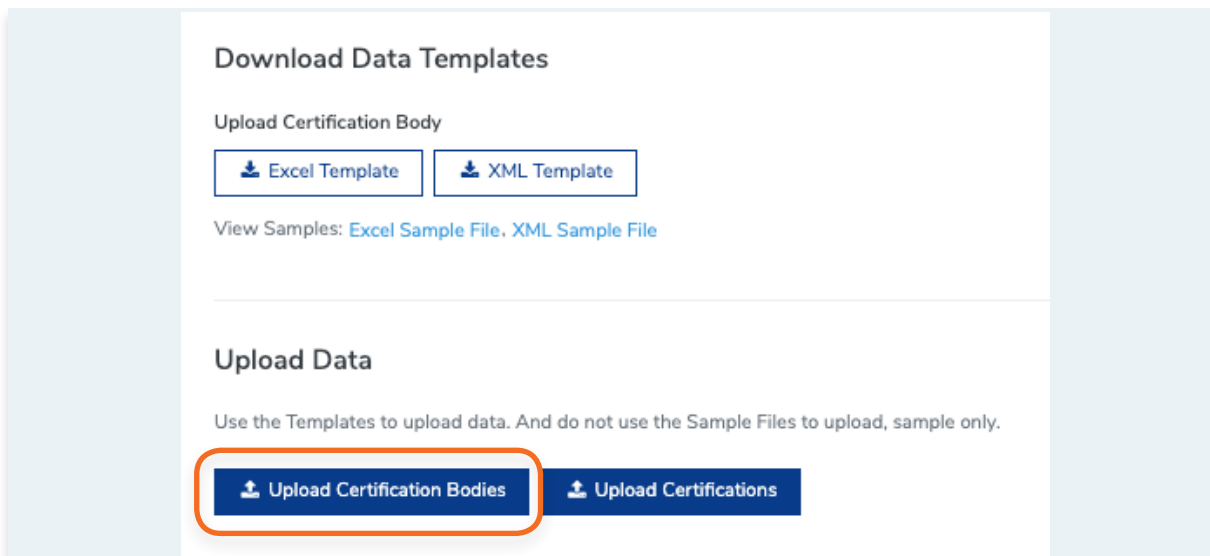 Download Data Templates
Upload Certification Body
Excel Template XML Template
View Samples: Excel Sample File, XML Sample File
Upload Data
Use the Templates to upload data. And do not use the Sample Files to upload, sample only.
Upload Certification Bodies Upload Certifications